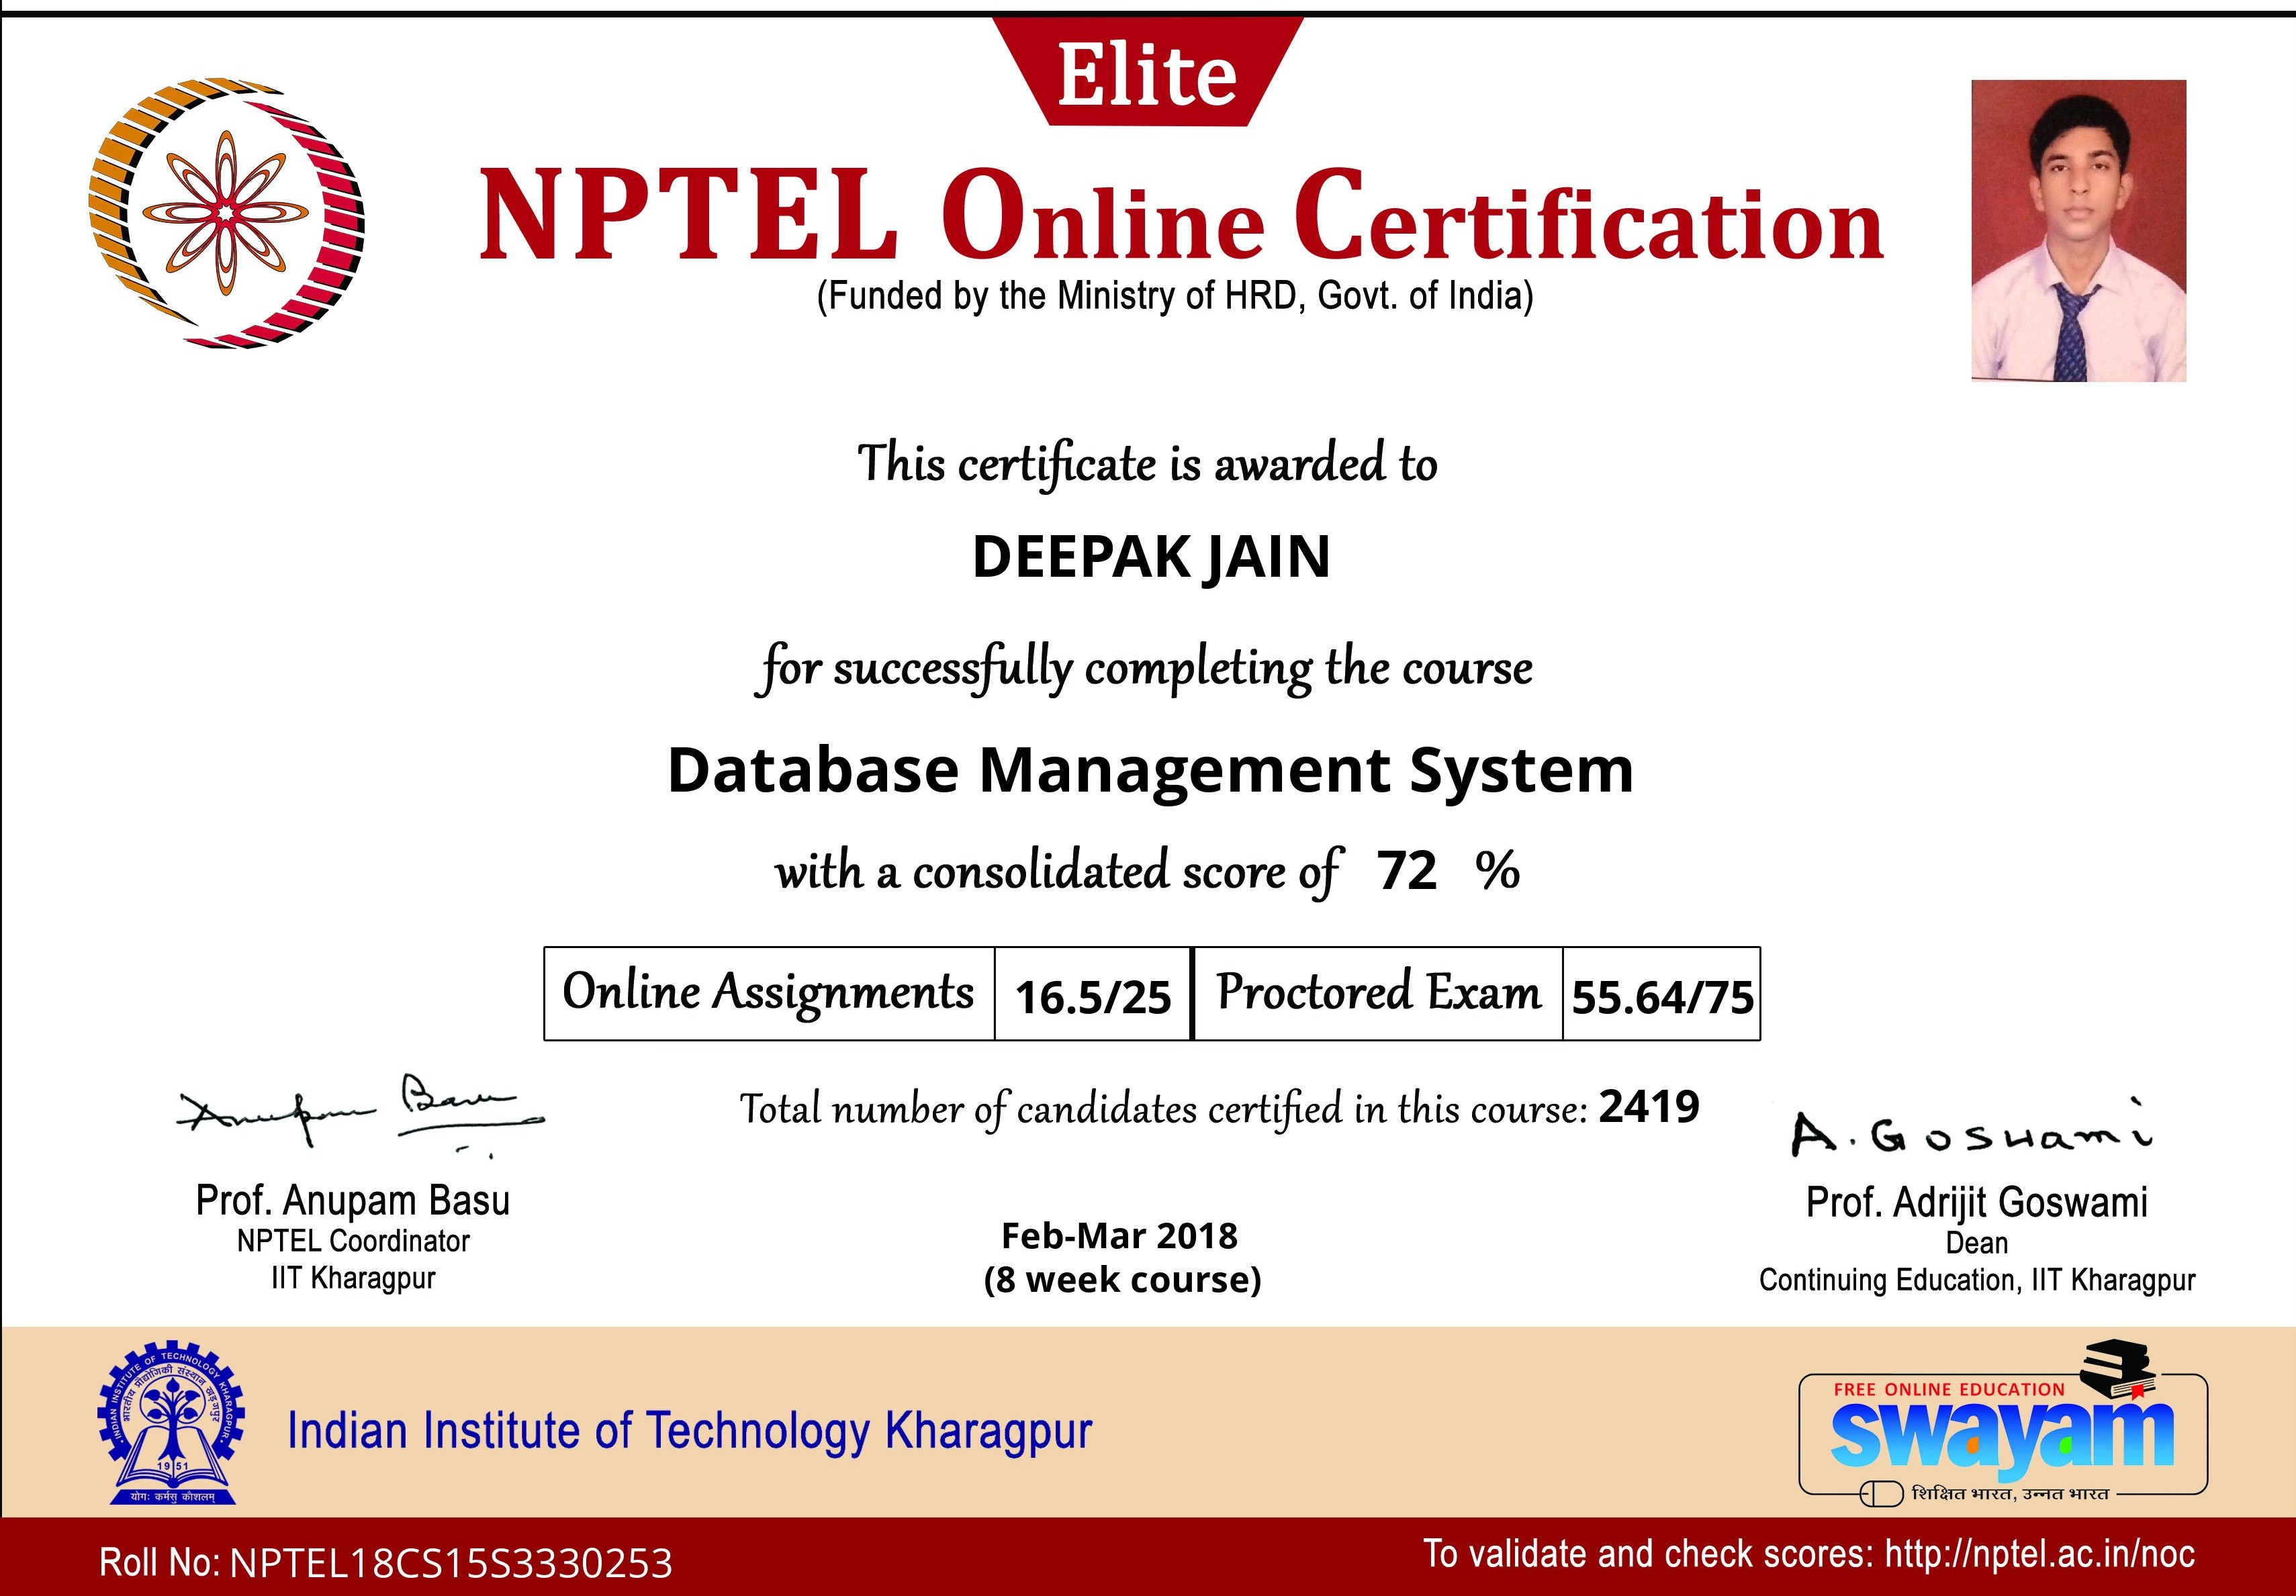 Elite
NPTEL Online Certification
(Funded by the Ministry of HRD, Govt. of India)
This certificate is awarded to
DEEPAK JAIN
for successfully completing the course
Database Management System
with a consolidated score of 72 %
Online Assignments 16.5/25 Proctored Exam 55.64/75
Total number of candidates certified in this course: 2419
Anupam Basu
Prof. Anupam Basu
NPTEL Coordinator
IIT Kharagpur
Feb-Mar 2018
(8 week course)
A. Goswami
Prof. Adrijit Goswami
Dean
Continuing Education, IIT Kharagpur
INDIAN INSTITUTE OF TECHNOLOGY KHARAGPUR
भारतीय प्रौद्योगिकी संस्थान खड़गपुर
1951
योगः कर्मसु कौशलम्
Indian Institute of Technology Kharagpur
FREE ONLINE EDUCATION
swayam
शिक्षित भारत, उन्नत भारत
Roll No: NPTEL18CS15S3330253
To validate and check scores: http://nptel.ac.in/noc